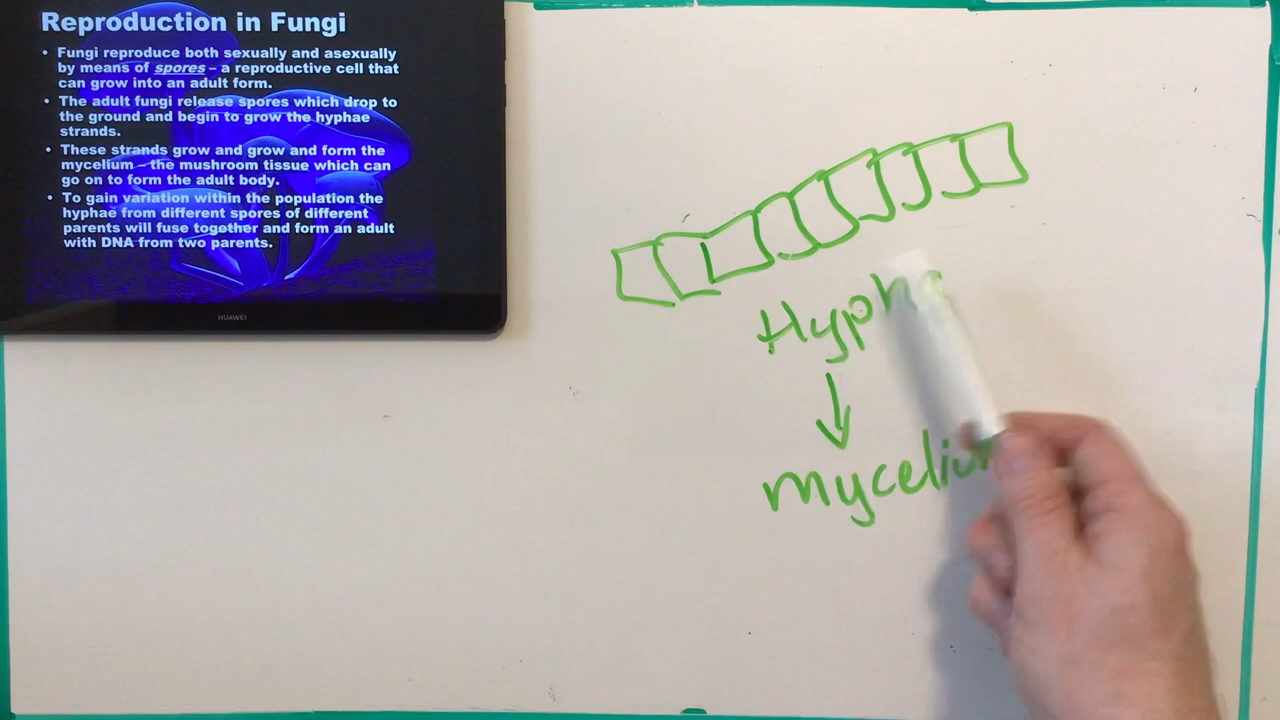 Reproduction in Fungi
• Fungi reproduce both sexually and asexually
by means of spores – a reproductive cell that
can grow into an adult form.
• The adult fungi release spores which drop to
the ground and begin to grow the hyphae
strands.
• These strands grow and grow and form the
mycelium – the mushroom tissue which can
go on to form the adult body.
• To gain variation within the population the
hyphae from different spores of different
parents will fuse together and form an adult
with DNA from two parents.
HUAWEI
↓